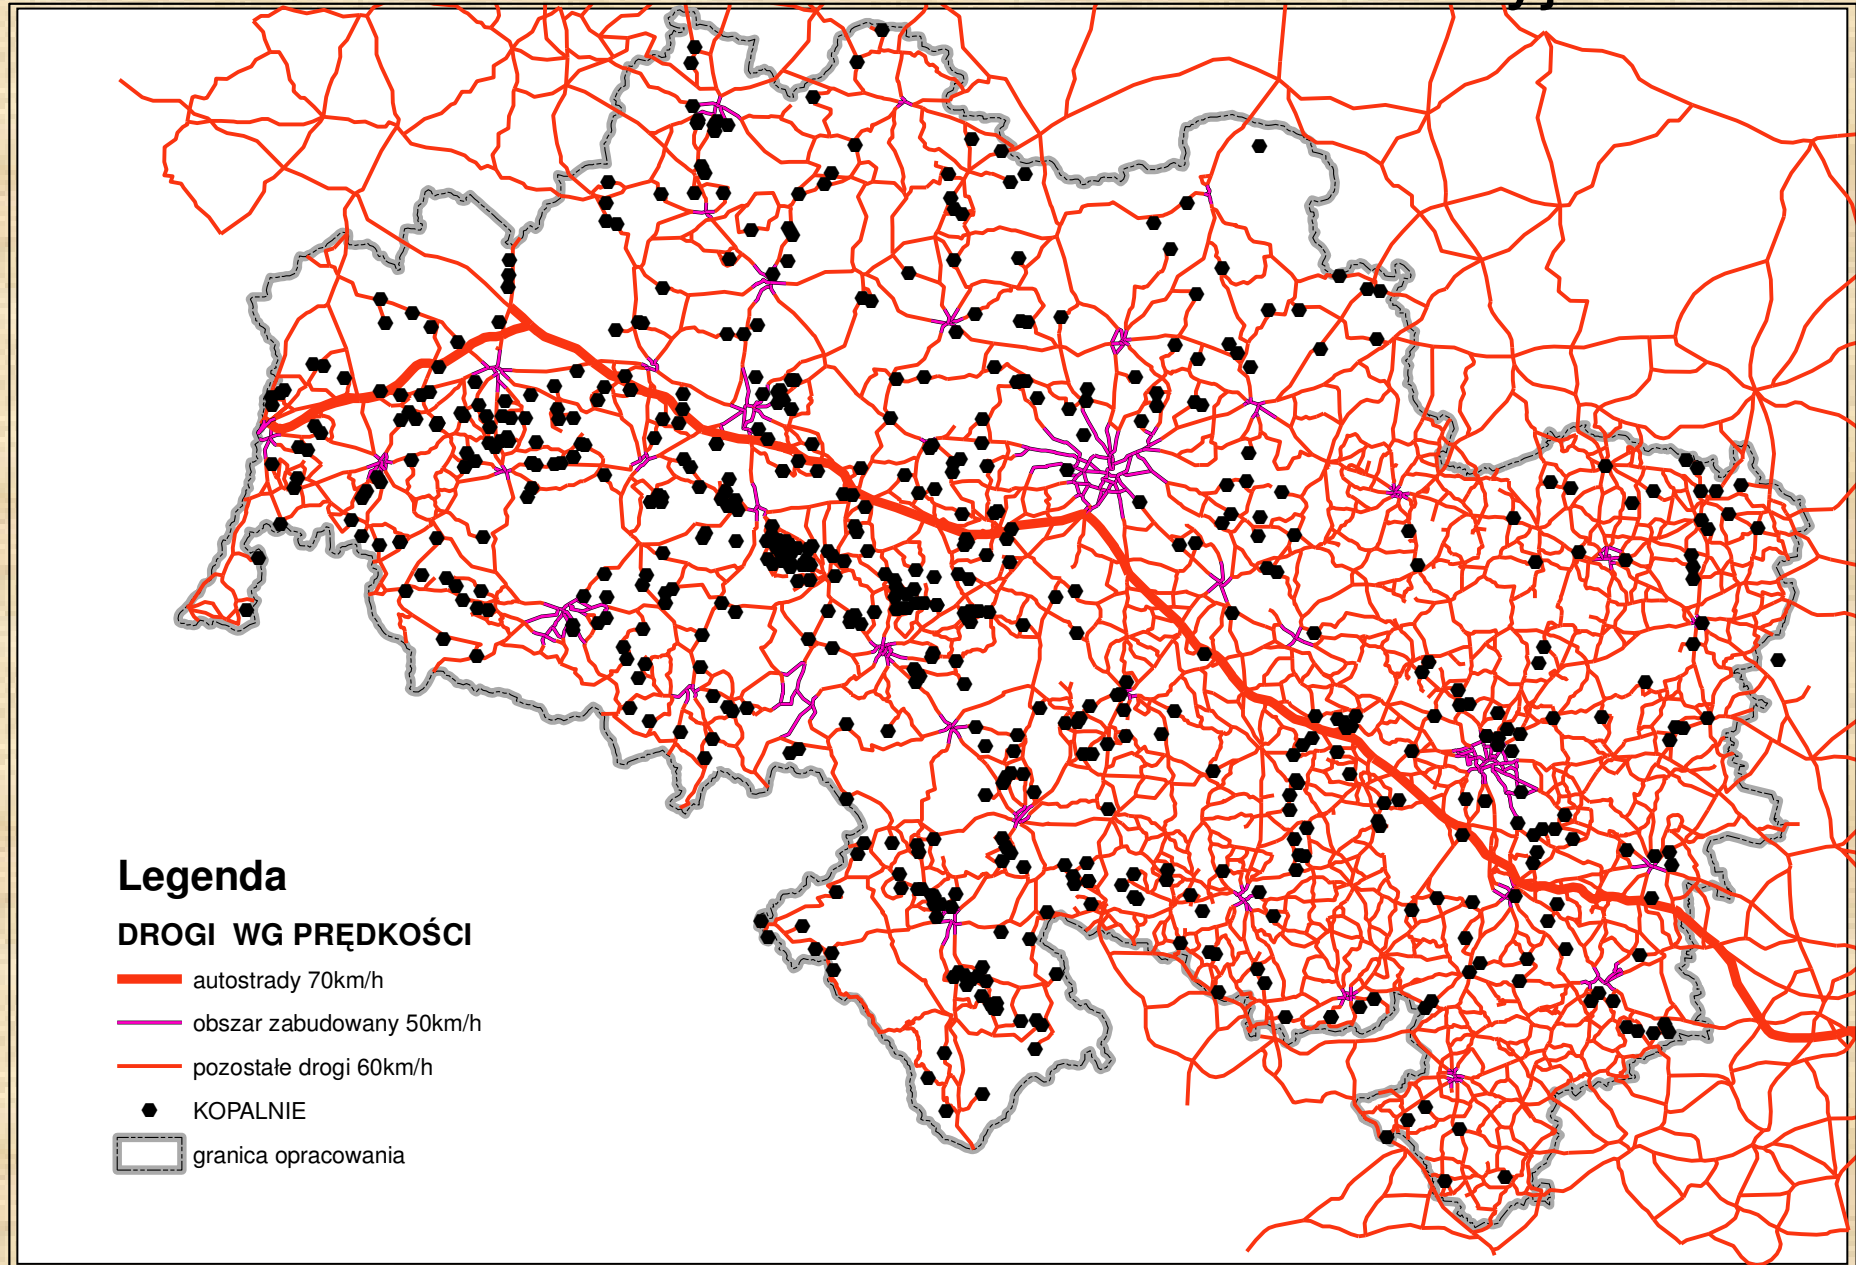 Legenda
DROGI WG PRĘDKOŚCI
autostrady 70km/h
obszar zabudowany 50km/h
pozostałe drogi 60km/h
KOPALNIE
granica opracowania